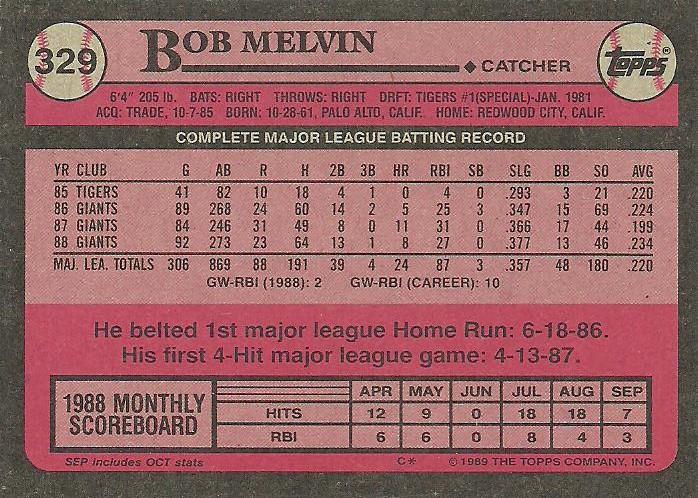 329
BOB MELVIN
◆ CATCHER
TOPPS®
6'4" 205 lb. BATS: RIGHT THROWS: RIGHT DRFT: TIGERS #1(SPECIAL)-JAN. 1981
ACQ: TRADE, 10-7-85 BORN: 10-28-61, PALO ALTO, CALIF. HOME: REDWOOD CITY, CALIF.
COMPLETE MAJOR LEAGUE BATTING RECORD
YR CLUB G AB R H 2B 3B HR RBI SB SLG BB SO AVG
85 TIGERS 41 82 10 18 4 1 0 4 0 .293 3 21 .220
86 GIANTS 89 268 24 60 14 2 5 25 3 .347 15 69 .224
87 GIANTS 84 246 31 49 8 0 11 31 0 .366 17 44 .199
88 GIANTS 92 273 23 64 13 1 8 27 0 .377 13 46 .234
MAJ. LEA. TOTALS 306 869 88 191 39 4 24 87 3 .357 48 180 .220
GW-RBI (1988): 2 GW-RBI (CAREER): 10
He belted 1st major league Home Run: 6-18-86.
His first 4-Hit major league game: 4-13-87.
1988 MONTHLY
SCOREBOARD
APR MAY JUN JUL AUG SEP
HITS 12 9 0 18 18 7
RBI 6 6 0 8 4 3
SEP includes OCT stats
C* © 1989 THE TOPPS COMPANY, INC.